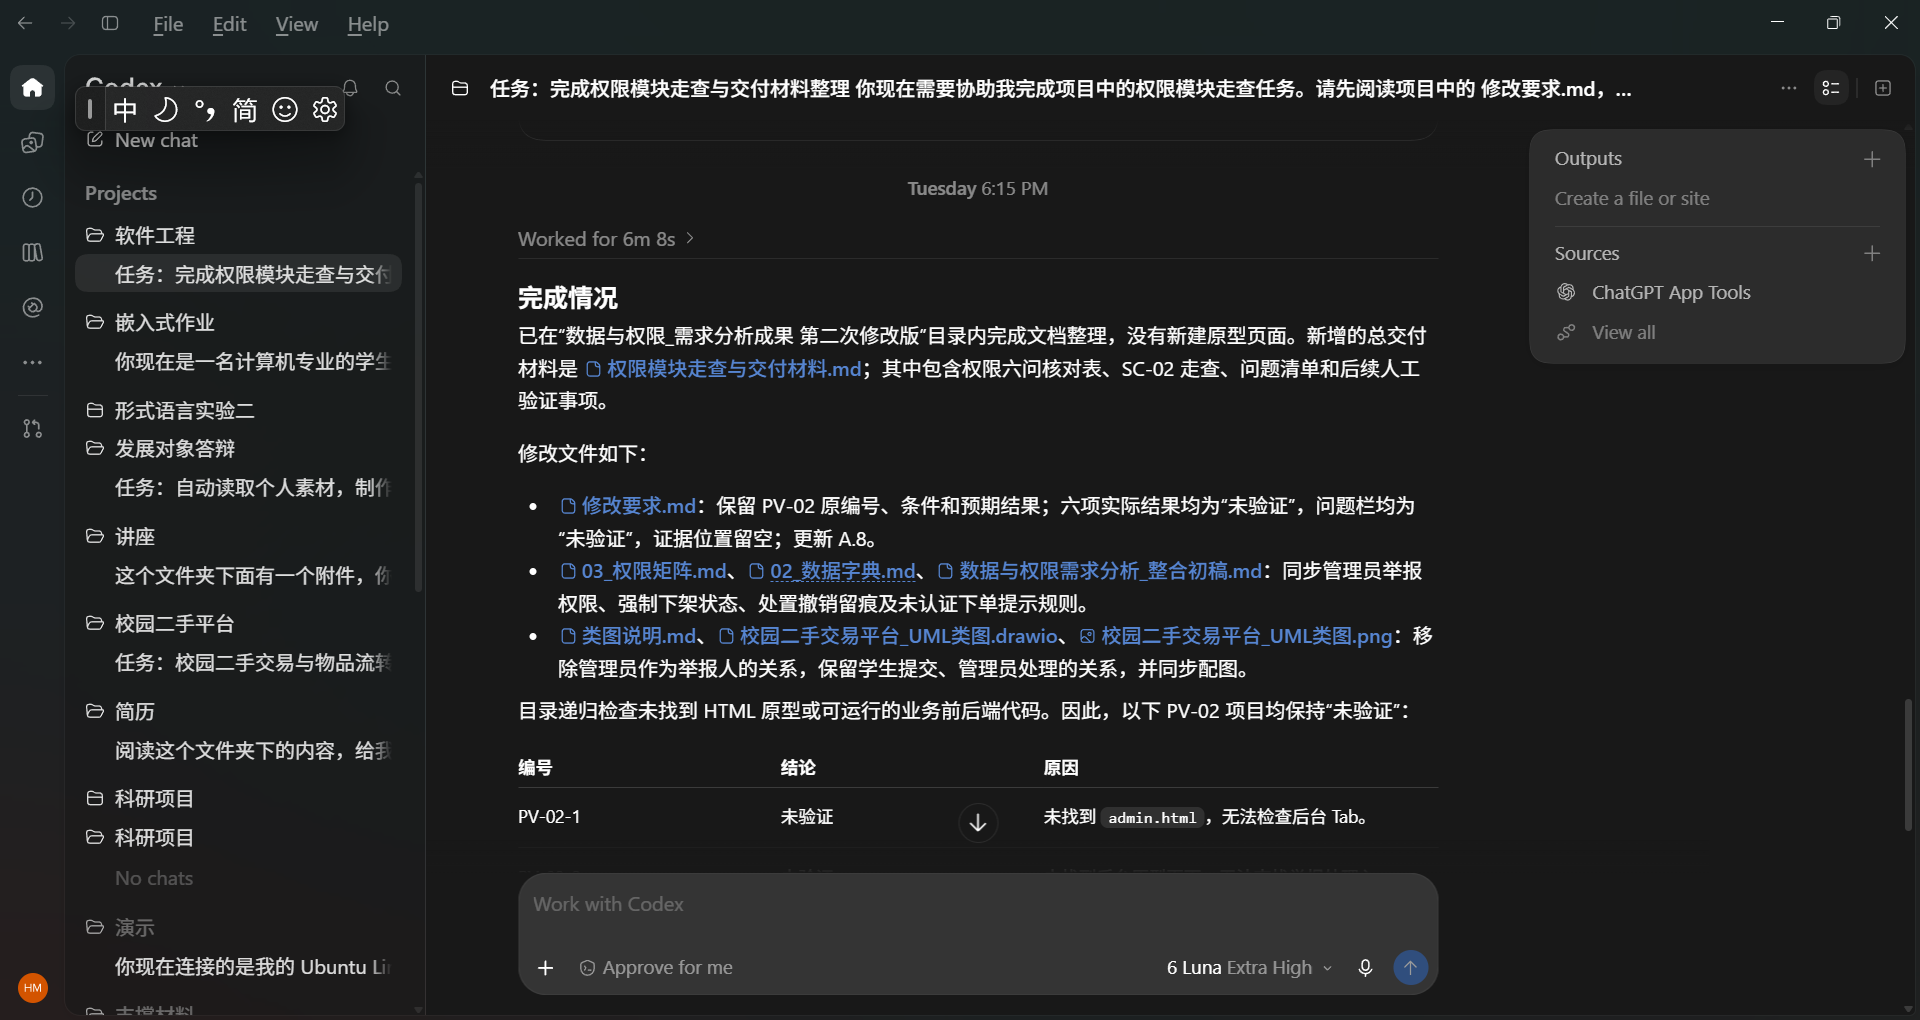 File Edit View Help
Codex
中 °, 简
New chat
Projects
软件工程
任务：完成权限模块走查与交付
嵌入式作业
你现在是一名计算机专业的学生
形式语言实验二
发展对象答辩
任务：自动读取个人素材，制作
讲座
这个文件夹下面有一个附件，你
校园二手平台
任务：校园二手交易与物品流转
简历
阅读这个文件夹下的内容，给我
科研项目
科研项目
No chats
演示
你现在连接的是我的 Ubuntu Li
支撑材料
HM
任务：完成权限模块走查与交付材料整理 你现在需要协助我完成项目中的权限模块走查任务。请先阅读项目中的 修改要求.md，...
Tuesday 6:15 PM
Worked for 6m 8s
完成情况
已在“数据与权限_需求分析成果 第二次修改版”目录内完成文档整理，没有新建原型页面。新增的总交付
材料是 权限模块走查与交付材料.md；其中包含权限六问核对表、SC-02 走查、问题清单和后续人工
验证事项。
修改文件如下：
• 修改要求.md：保留 PV-02 原编号、条件和预期结果；六项实际结果均为“未验证”，问题栏均为
“未验证”，证据位置留空；更新 A.8。
• 03_权限矩阵.md、02_数据字典.md、数据与权限需求分析_整合初稿.md：同步管理员举报
权限、强制下架状态、处置撤销留痕及未认证下单提示规则。
• 类图说明.md、校园二手交易平台_UML类图.drawio、校园二手交易平台_UML类图.png：移
除管理员作为举报人的关系，保留学生提交、管理员处理的关系，并同步配图。
目录递归检查未找到 HTML 原型或可运行的业务前后端代码。因此，以下 PV-02 项目均保持“未验证”：
编号 结论 原因
PV-02-1 未验证 未找到 admin.html，无法检查后台 Tab。
Work with Codex
Approve for me
6 Luna Extra High
Outputs
Create a file or site
Sources
ChatGPT App Tools
View all